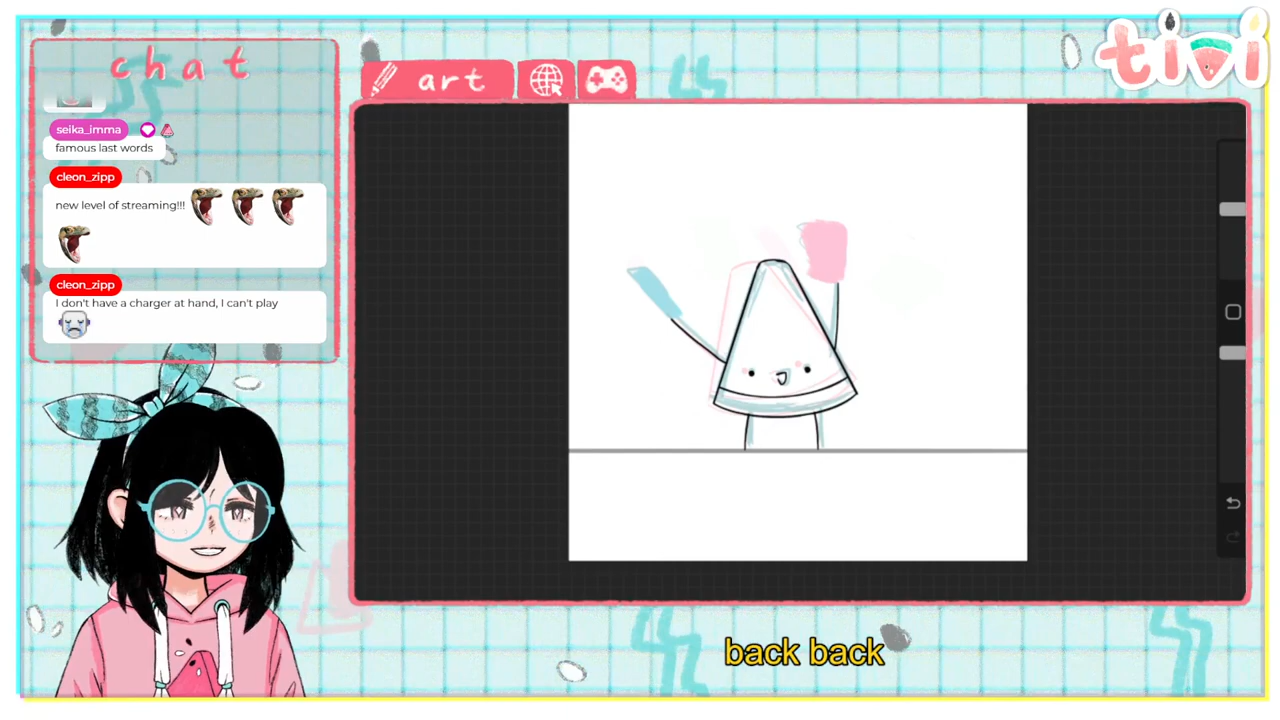 chat
art
tivi
seika_imma
famous last words
cleon_zipp
new level of streaming!!!
cleon_zipp
I don't have a charger at hand, I can't play
back back